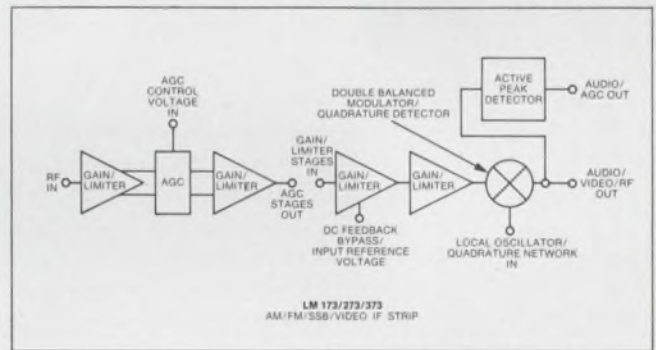 AGC
CONTROL
VOLTAGE
IN
RF
IN
GAIN/
LIMITER
AGC
GAIN/
LIMITER
AGC
STAGES
OUT
GAIN/
LIMITER
STAGES
IN
GAIN/
LIMITER
DC FEEDBACK
BYPASS/
INPUT REFERENCE
VOLTAGE
GAIN/
LIMITER
DOUBLE BALANCED
MODULATOR/
QUADRATURE DETECTOR
ACTIVE
PEAK
DETECTOR
AUDIO/
AGC OUT
AUDIO/
VIDEO/RF
OUT
LOCAL OSCILLATOR/
QUADRATURE NETWORK
IN
LM 173/273/373
AM/FM/SSB/VIDEO IF STRIP